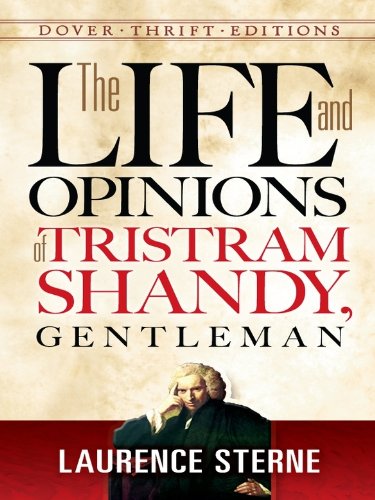 DOVER · THRIFT · EDITIONS
The LIFE and
OPINIONS
of TRISTRAM
SHANDY,
GENTLEMAN
LAURENCE STERNE